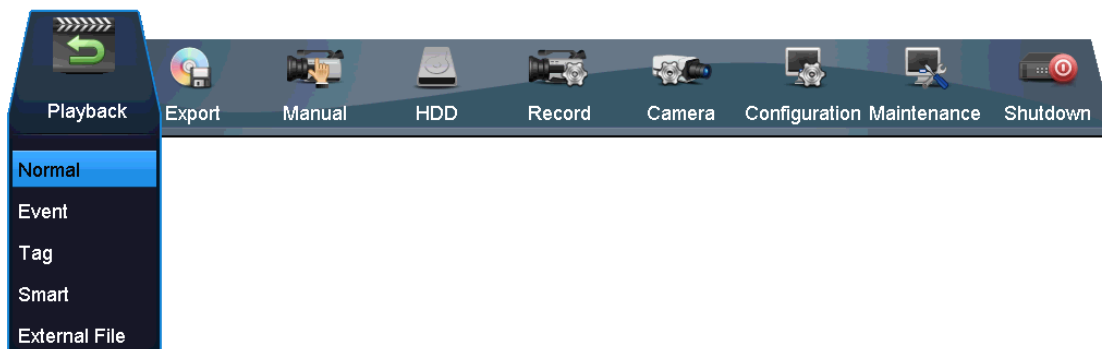 Playback Export Manual HDD Record Camera Configuration Maintenance Shutdown
Normal
Event
Tag
Smart
External File